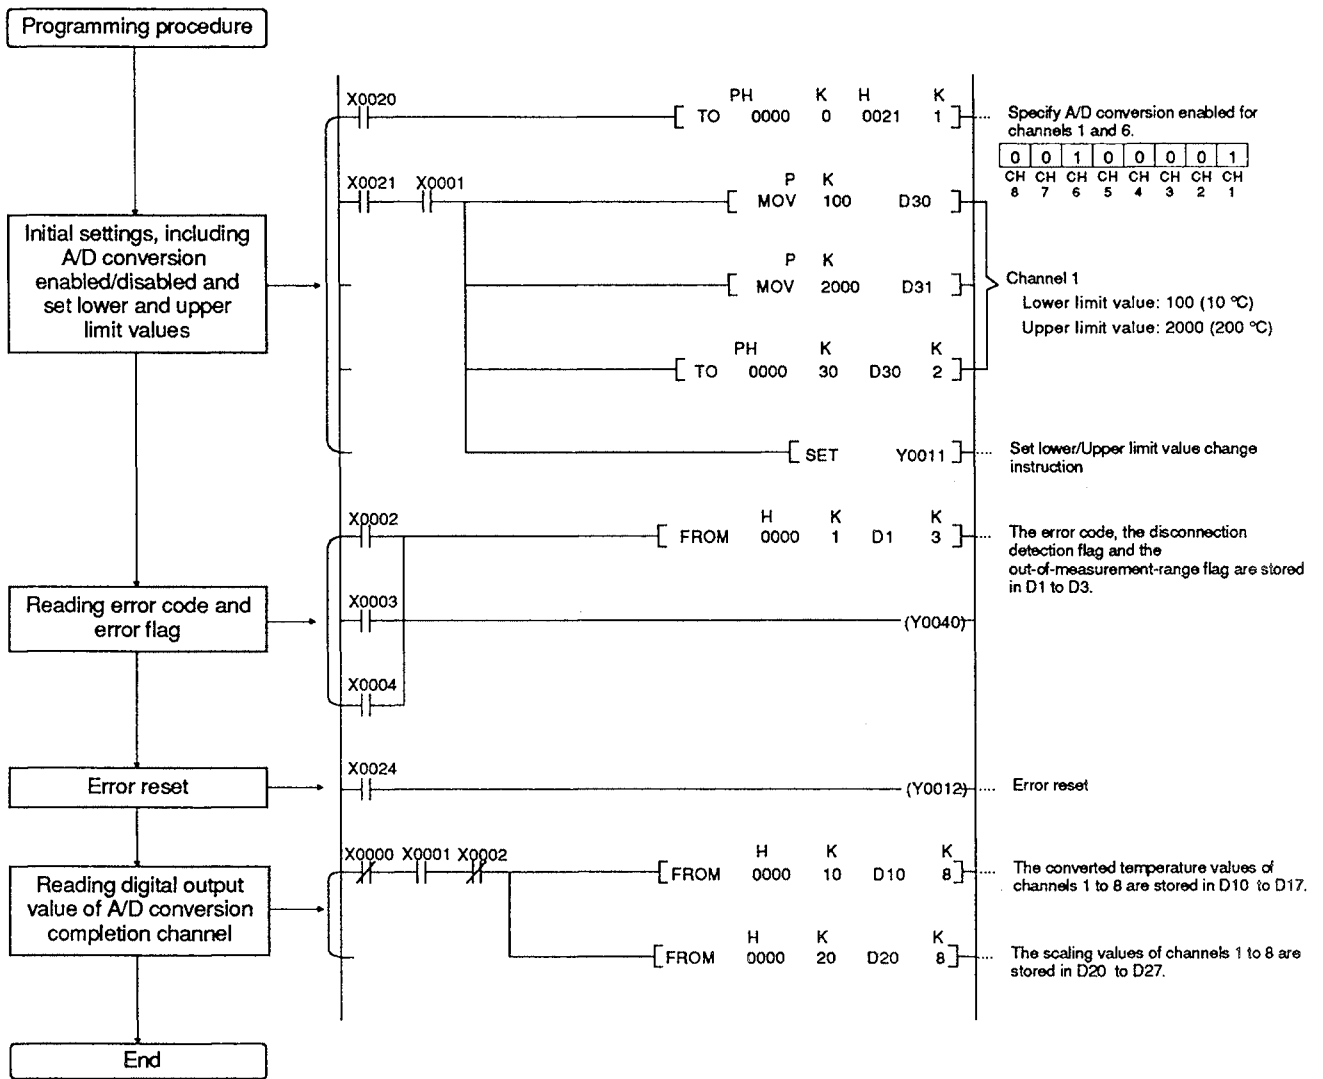 Programming procedure
X0020
PH K H K
TO 0000 0 0021 1
Specify A/D conversion enabled for
channels 1 and 6.
0 0 1 0 0 0 0 1
CH CH CH CH CH CH CH CH
8 7 6 5 4 3 2 1
X0021 X0001
P K
MOV 100 D30
Initial settings, including
A/D conversion
enabled/disabled and
set lower and upper
limit values
P K
MOV 2000 D31
Channel 1
Lower limit value: 100 (10 °C)
Upper limit value: 2000 (200 °C)
PH K K
TO 0000 30 D30 2
SET Y0011
Set lower/Upper limit value change
instruction
X0002
H K K
FROM 0000 1 D1 3
The error code, the disconnection
detection flag and the
out-of-measurement-range flag are stored
in D1 to D3.
Reading error code and
error flag
X0003
(Y0040)
X0004
Error reset
X0024
(Y0012)
Error reset
X0000 X0001 X0002
H K K
FROM 0000 10 D10 8
The converted temperature values of
channels 1 to 8 are stored in D10 to D17.
Reading digital output
value of A/D conversion
completion channel
H K K
FROM 0000 20 D20 8
The scaling values of channels 1 to 8 are
stored in D20 to D27.
End